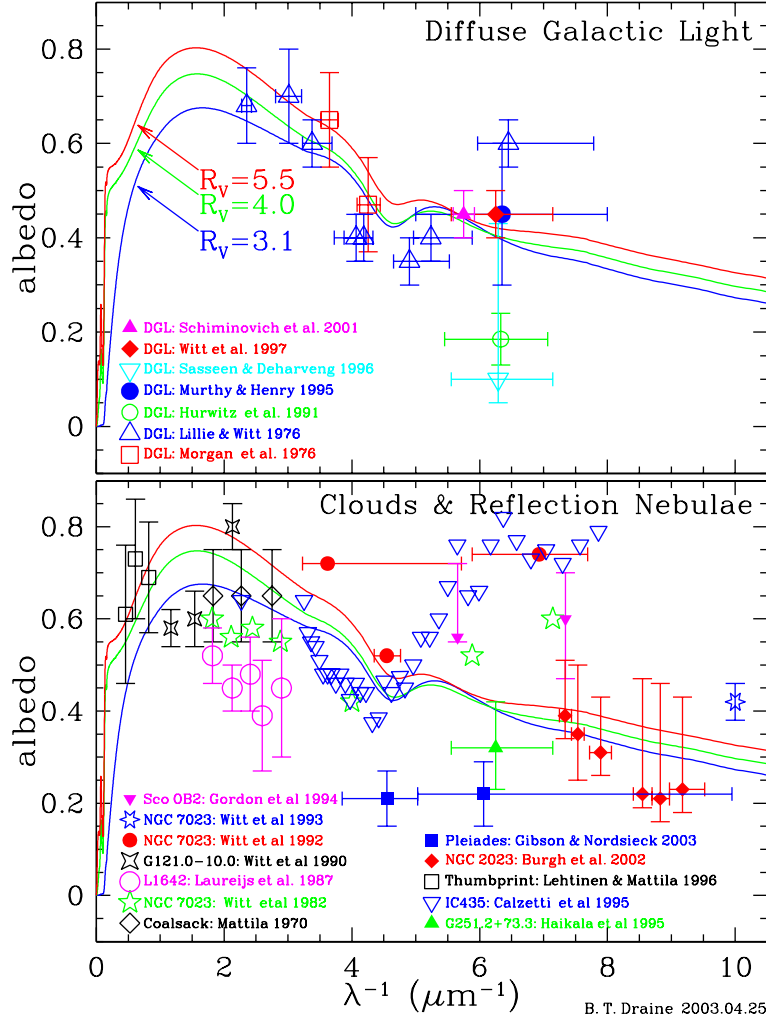 Diffuse Galactic Light
0.8
0.6
0.4
0.2
0
albedo
R_V=5.5
R_V=4.0
R_V=3.1
DGL: Schiminovich et al. 2001
DGL: Witt et al. 1997
DGL: Sasseen & Deharveng 1996
DGL: Murthy & Henry 1995
DGL: Hurwitz et al. 1991
DGL: Lillie & Witt 1976
DGL: Morgan et al. 1976
Clouds & Reflection Nebulae
0.8
0.6
0.4
0.2
0
albedo
Sco OB2: Gordon et al 1994
NGC 7023: Witt et al 1993
NGC 7023: Witt et al 1992
G121.0-10.0: Witt et al 1990
L1642: Laureijs et al. 1987
NGC 7023: Witt etal 1982
Coalsack: Mattila 1970
Pleiades: Gibson & Nordsieck 2003
NGC 2023: Burgh et al. 2002
Thumbprint: Lehtinen & Mattila 1996
IC435: Calzetti et al 1995
G251.2+73.3: Haikala et al 1995
0 2 4 6 8 10
λ⁻¹ (μm⁻¹)
B. T. Draine 2003.04.25